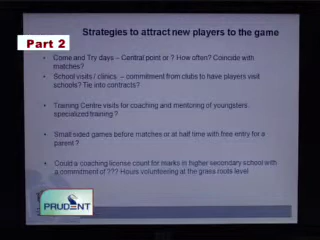 Strategies to attract new players to the game
Part 2
Come and Try days – Central point or ? How often? Coincide with
matches?
School visits / clinics – commitment from clubs to have players visit
schools? Tie into contracts?
Training Centre visits for coaching and mentoring of youngsters.
specialized training ?
Small sided games before matches or at half time with free entry for a
parent ?
Could a coaching license count for marks in higher secondary school with
a commitment of ??? Hours volunteering at the grass roots level
PRUDENT